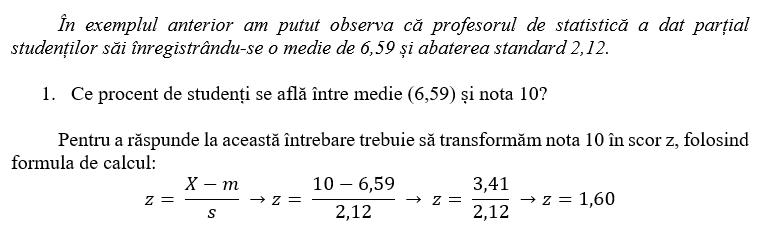 În exemplul anterior am putut observa că profesorul de statistică a dat parțial
studenților săi înregistrându-se o medie de 6,59 și abaterea standard 2,12.
1. Ce procent de studenți se află între medie (6,59) și nota 10?
Pentru a răspunde la această întrebare trebuie să transformăm nota 10 în scor z, folosind
formula de calcul:
z = (X − m)/s → z = (10 − 6,59)/2,12 → z = 3,41/2,12 → z = 1,60